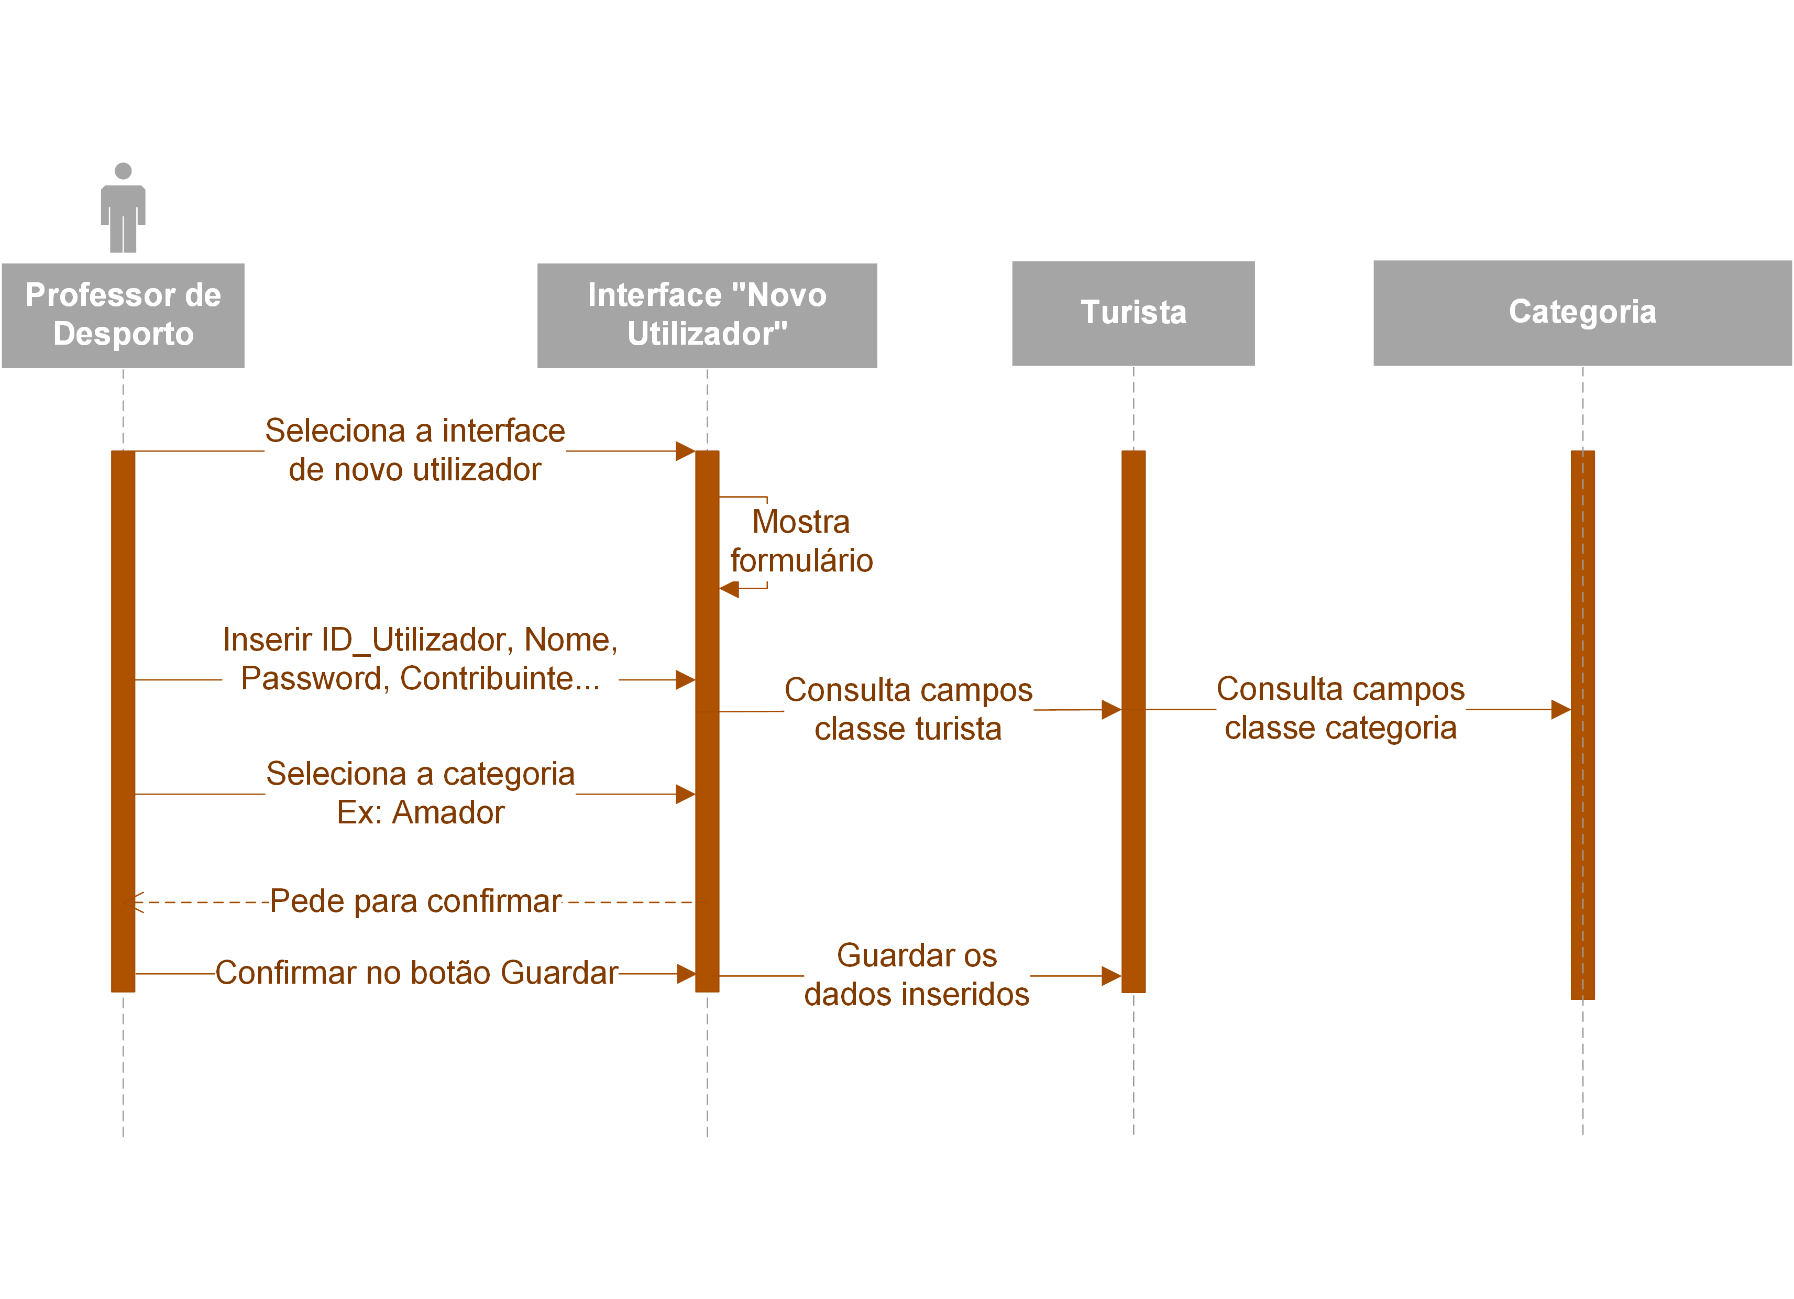 Professor de
Desporto
Interface "Novo
Utilizador"
Turista
Categoria
Seleciona a interface
de novo utilizador
Mostra
formulário
Inserir ID_Utilizador, Nome,
Password, Contribuinte...
Consulta campos
classe turista
Consulta campos
classe categoria
Seleciona a categoria
Ex: Amador
Pede para confirmar
Confirmar no botão Guardar
Guardar os
dados inseridos